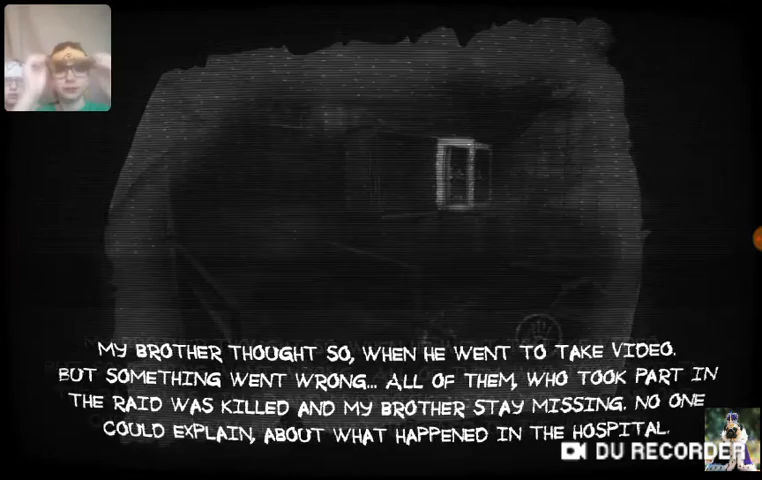 MY BROTHER THOUGHT SO, WHEN HE WENT TO TAKE VIDEO.
BUT SOMETHING WENT WRONG... ALL OF THEM, WHO TOOK PART IN
THE RAID WAS KILLED AND MY BROTHER STAY MISSING. NO ONE
COULD EXPLAIN, ABOUT WHAT HAPPENED IN THE HOSPITAL.
DU RECORDER